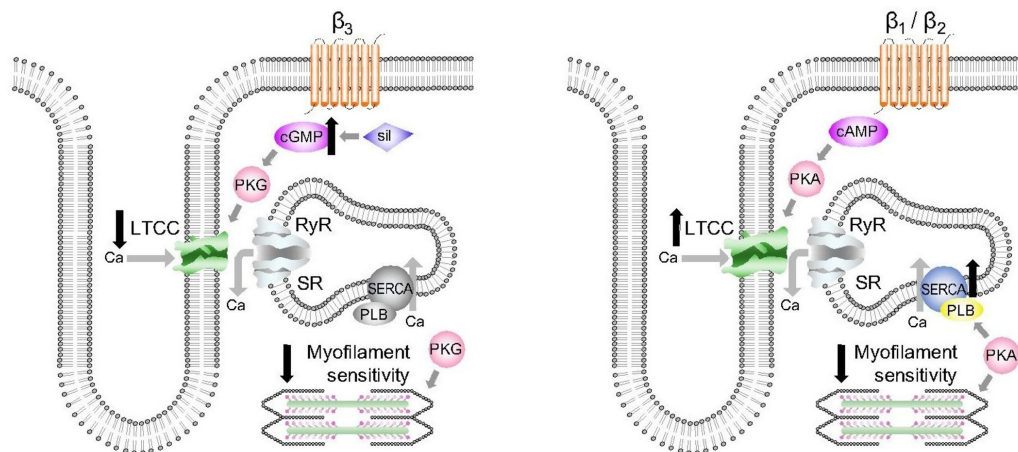 β3
cGMP
sil
PKG
LTCC
Ca
RyR
SR
Ca
SERCA
PLB
Ca
Myofilament
sensitivity
PKG
β1 / β2
cAMP
PKA
LTCC
Ca
RyR
SR
Ca
SERCA
PLB
Ca
Myofilament
sensitivity
PKA